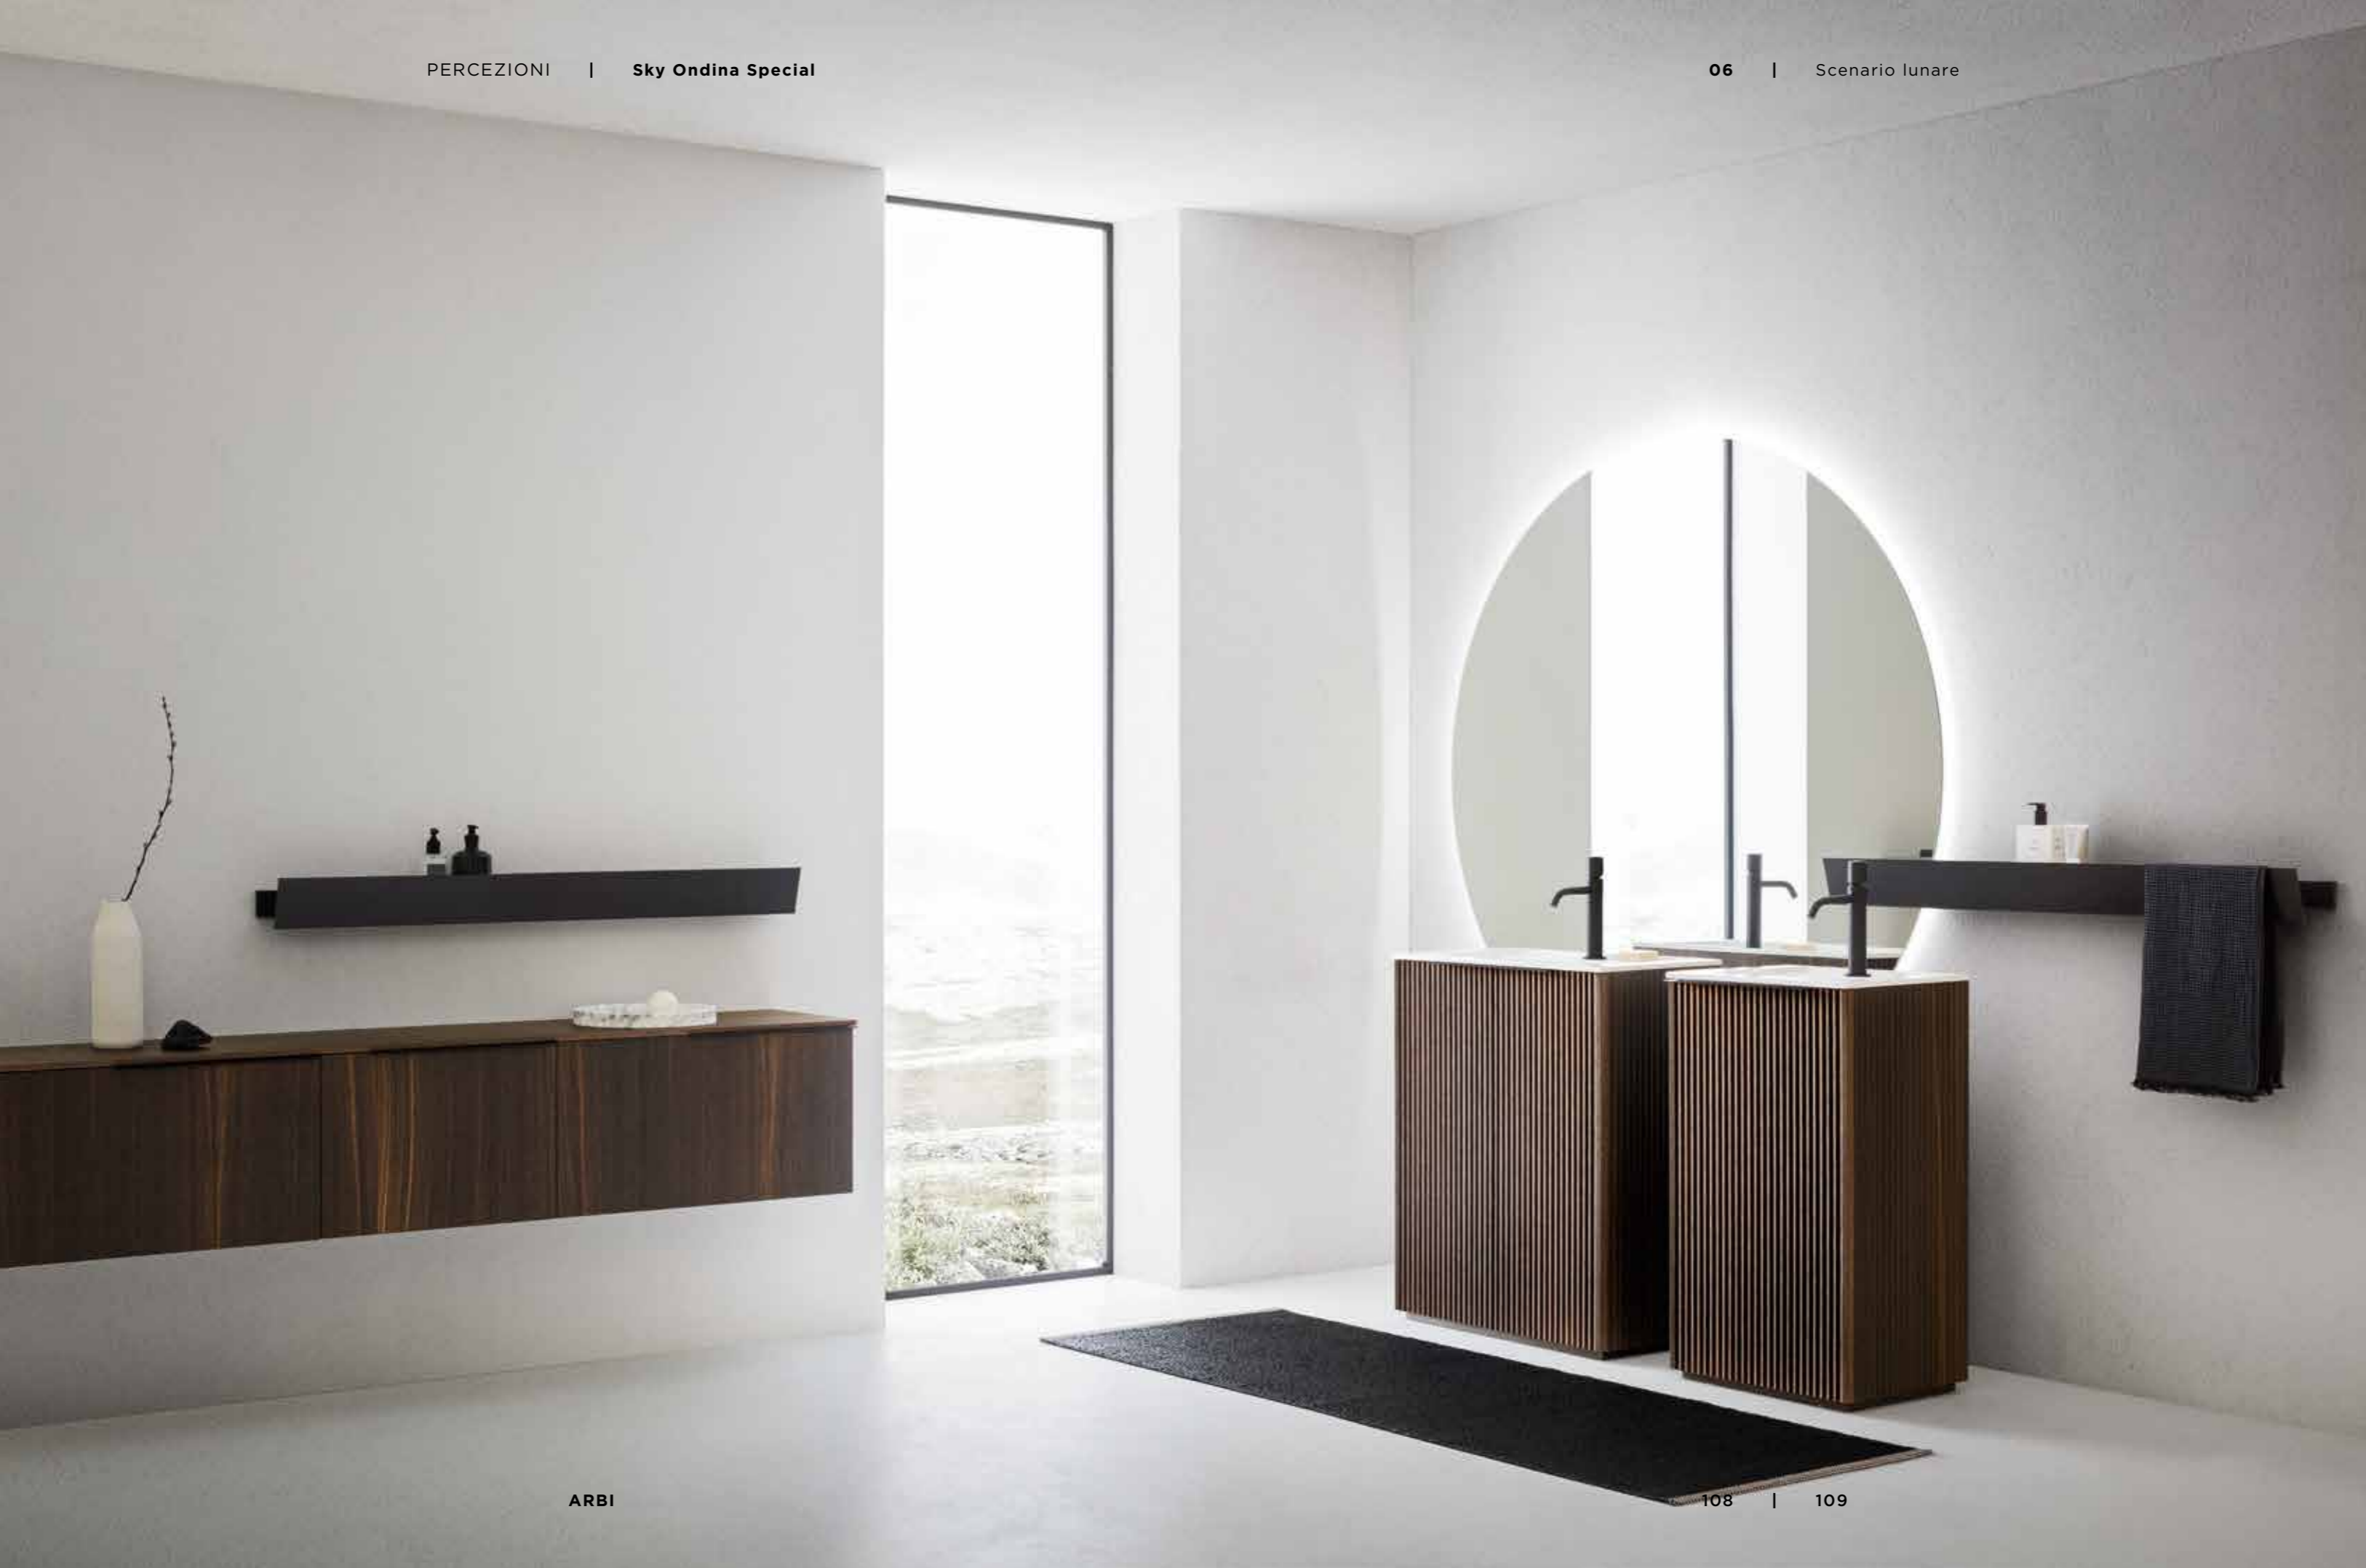 PERCEZIONI | Sky Ondina Special
06 | Scenario lunare
ARBI
108 | 109